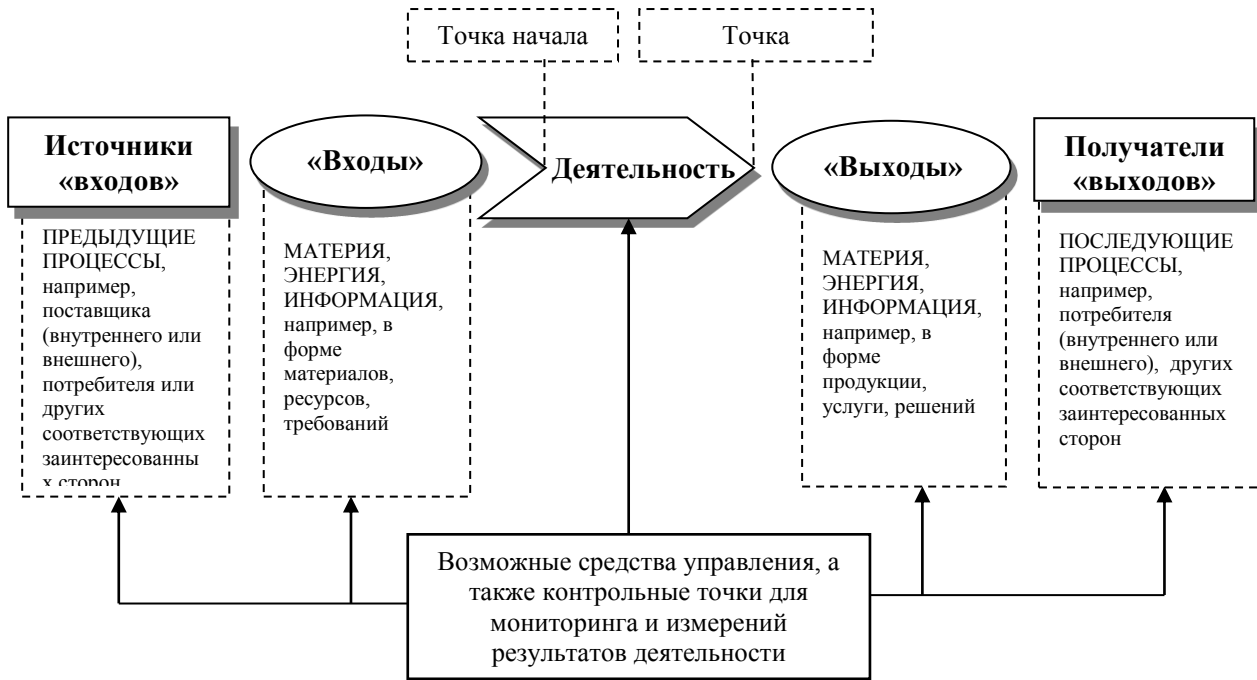 Точка начала
Точка
Источники
«входов»
«Входы»
Деятельность
«Выходы»
Получатели
«выходов»
ПРЕДЫДУЩИЕ
ПРОЦЕССЫ,
например,
поставщика
(внутреннего или
внешнего),
потребителя или
других
соответствующих
заинтересованны
х сторон
МАТЕРИЯ,
ЭНЕРГИЯ,
ИНФОРМАЦИЯ,
например, в
форме
материалов,
ресурсов,
требований
МАТЕРИЯ,
ЭНЕРГИЯ,
ИНФОРМАЦИЯ,
например, в
форме
продукции,
услуги, решений
ПОСЛЕДУЮЩИЕ
ПРОЦЕССЫ,
например,
потребителя
(внутреннего или
внешнего), других
соответствующих
заинтересованных
сторон
Возможные средства управления, а
также контрольные точки для
мониторинга и измерений
результатов деятельности